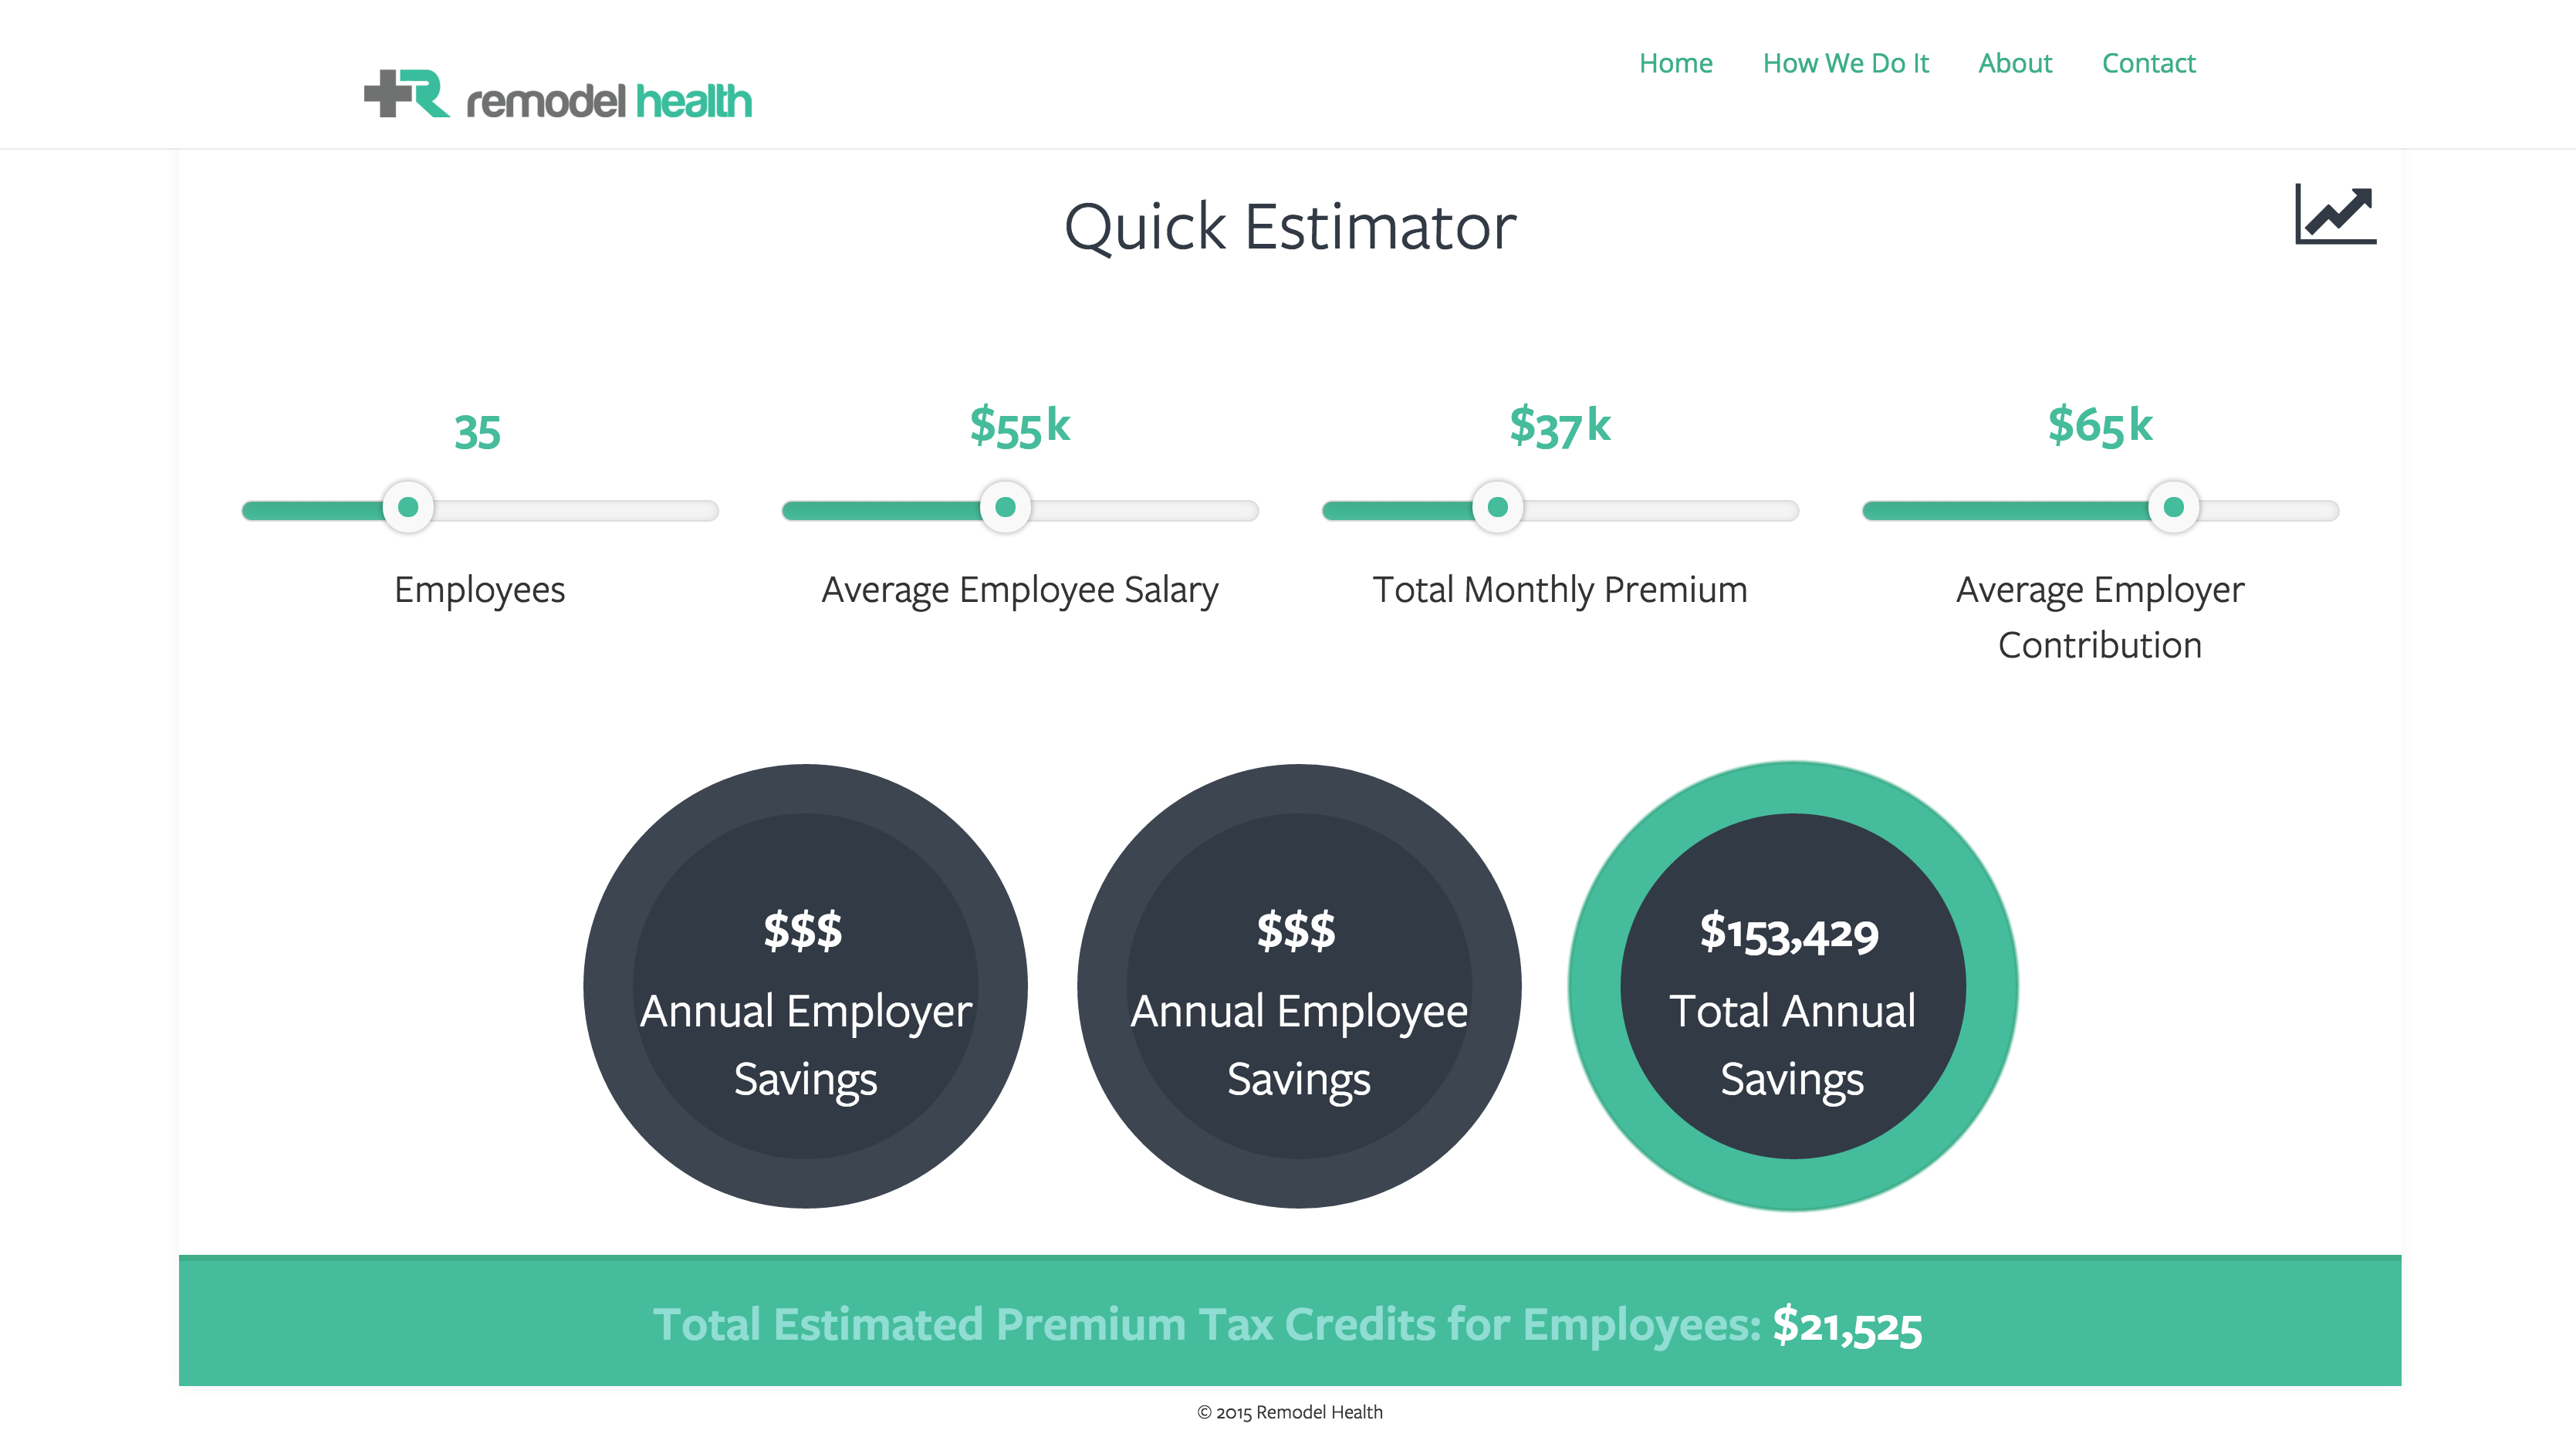 Home How We Do It About Contact
R remodel health
Quick Estimator
35 $55k $37k $65k
Employees Average Employee Salary Total Monthly Premium Average Employer
Contribution
$$$ $$$ $153,429
Annual Employer Annual Employee Total Annual
Savings Savings Savings
Total Estimated Premium Tax Credits for Employees: $21,525
© 2015 Remodel Health